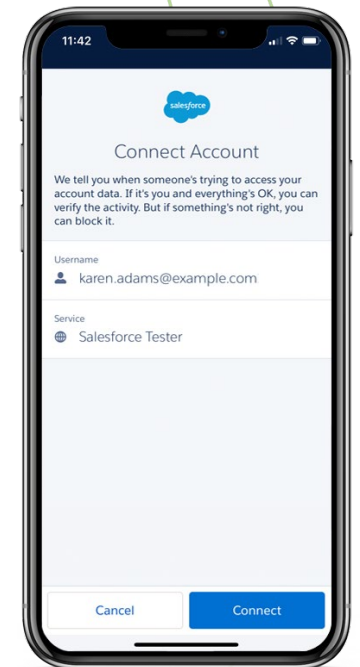 11:42
salesforce
Connect Account
We tell you when someone's trying to access your
account data. If it's you and everything's OK, you can
verify the activity. But if something's not right, you
can block it.
Username
karen.adams@example.com
Service
Salesforce Tester
Cancel Connect